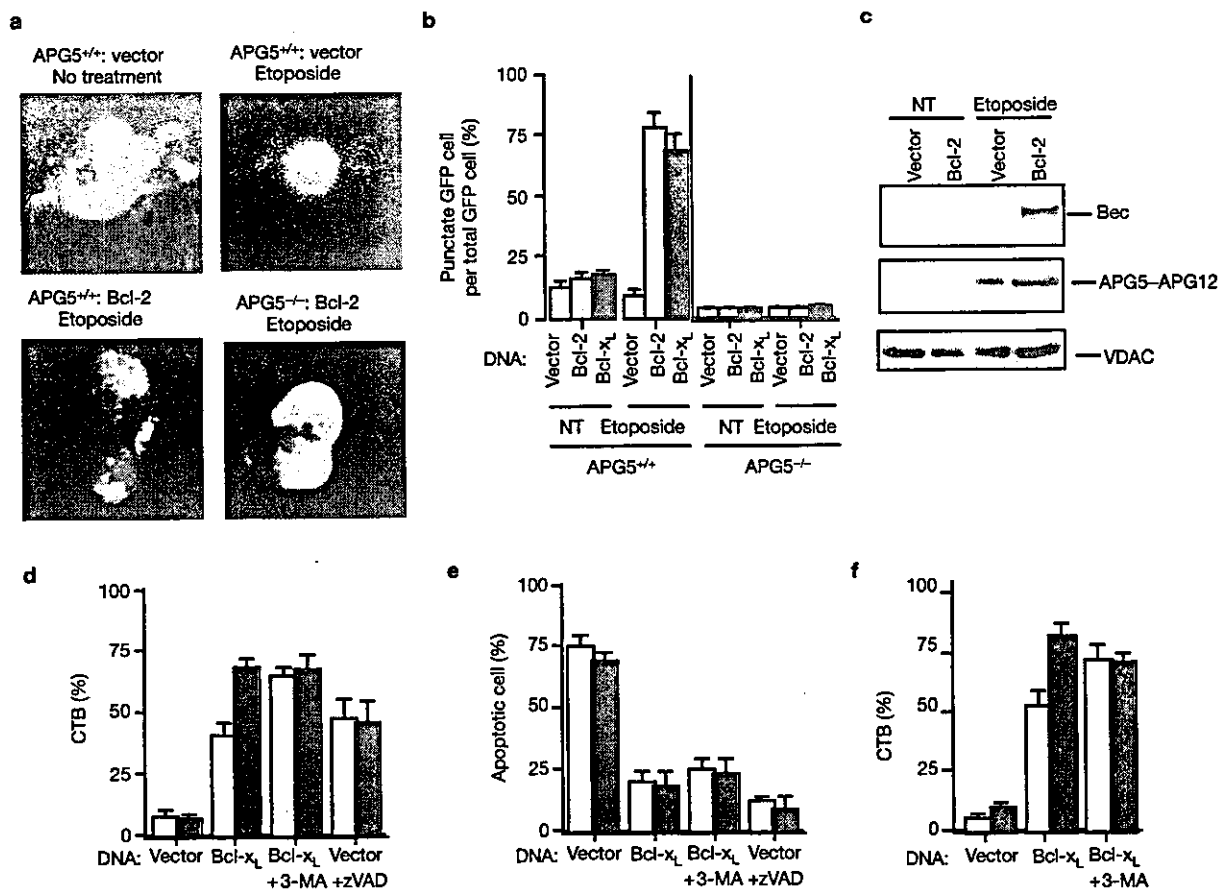 a
APG5+/+: vector
No treatment
APG5+/+: vector
Etoposide
APG5+/+: Bcl-2
Etoposide
APG5−/−: Bcl-2
Etoposide
b
Punctate GFP cell
per total GFP cell (%)
100
75
50
25
0
DNA:
Vector
Bcl-2
Bcl-xL
Vector
Bcl-2
Bcl-xL
Vector
Bcl-2
Bcl-xL
Vector
Bcl-2
Bcl-xL
NT
Etoposide
NT
Etoposide
APG5+/+
APG5−/−
c
NT
Etoposide
Vector
Bcl-2
Vector
Bcl-2
Bec
APG5–APG12
VDAC
d
CTB (%)
100
75
50
25
0
DNA: Vector Bcl-xL Bcl-xL Vector
+3-MA +zVAD
e
Apoptotic cell (%)
100
75
50
25
0
DNA: Vector Bcl-xL Bcl-xL Vector
+3-MA +zVAD
f
CTB (%)
100
75
50
25
0
DNA: Vector Bcl-xL Bcl-xL
+3-MA